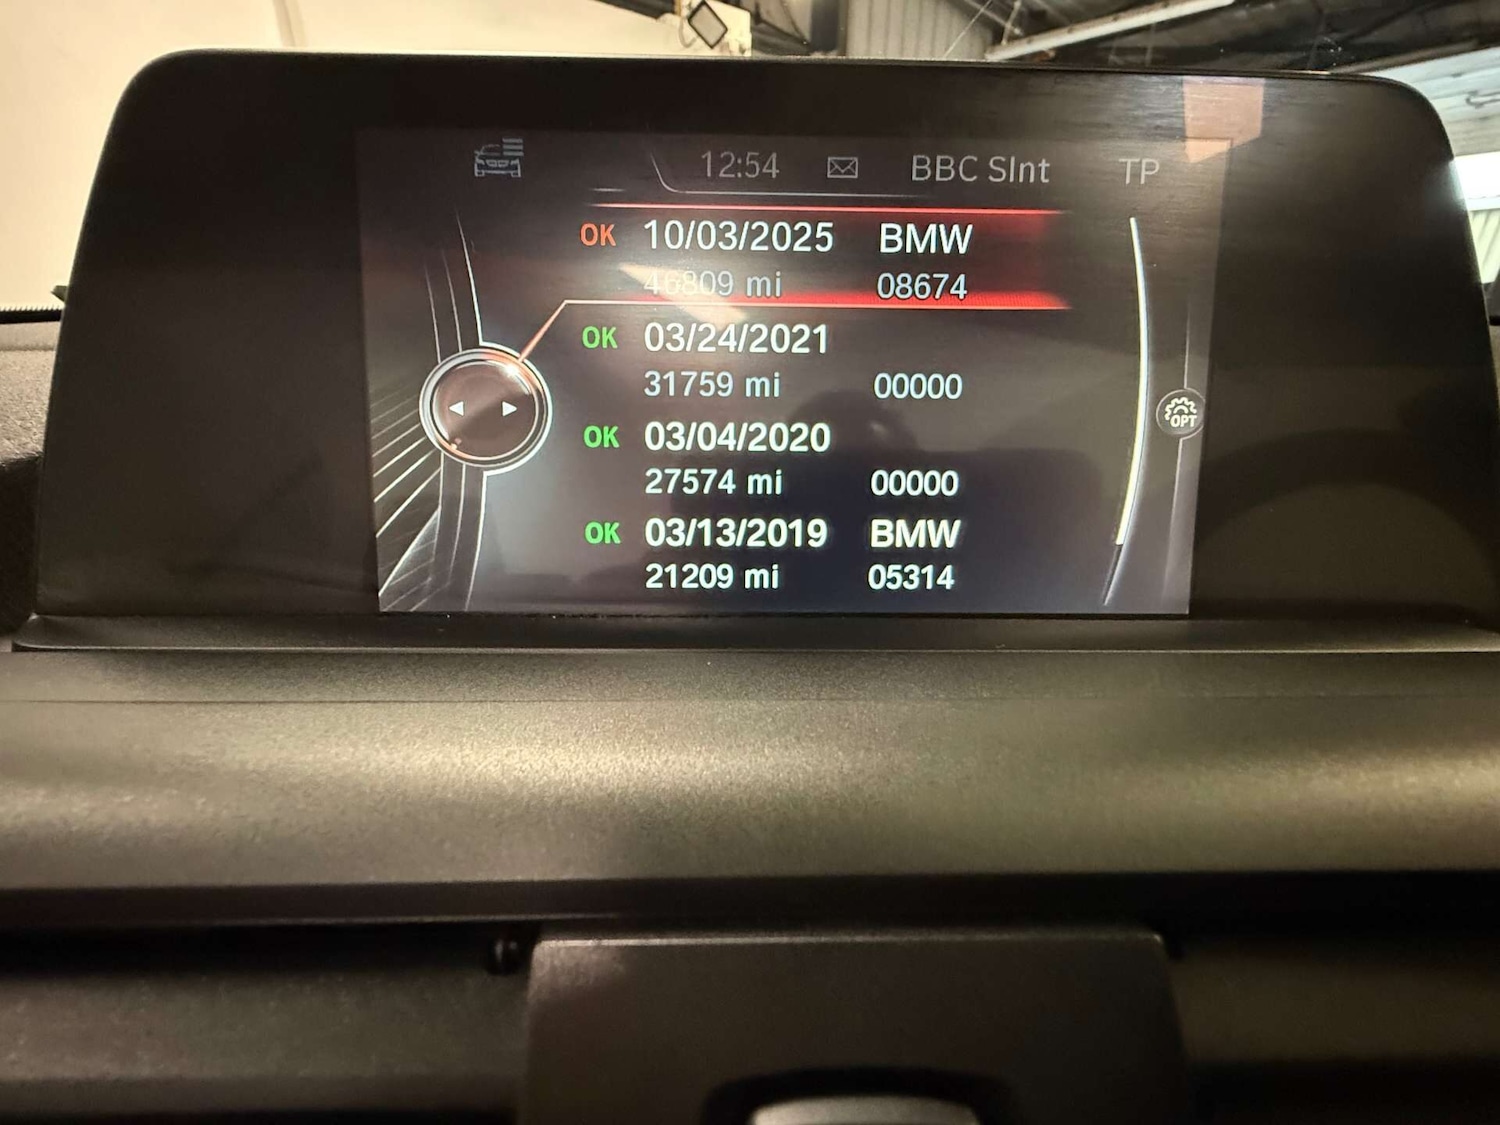 12:54 BBC SInt TP
OK 10/03/2025 BMW
46809 mi 08674
OK 03/24/2021
31759 mi 00000
OK 03/04/2020
27574 mi 00000
OK 03/13/2019 BMW
21209 mi 05314
OPT